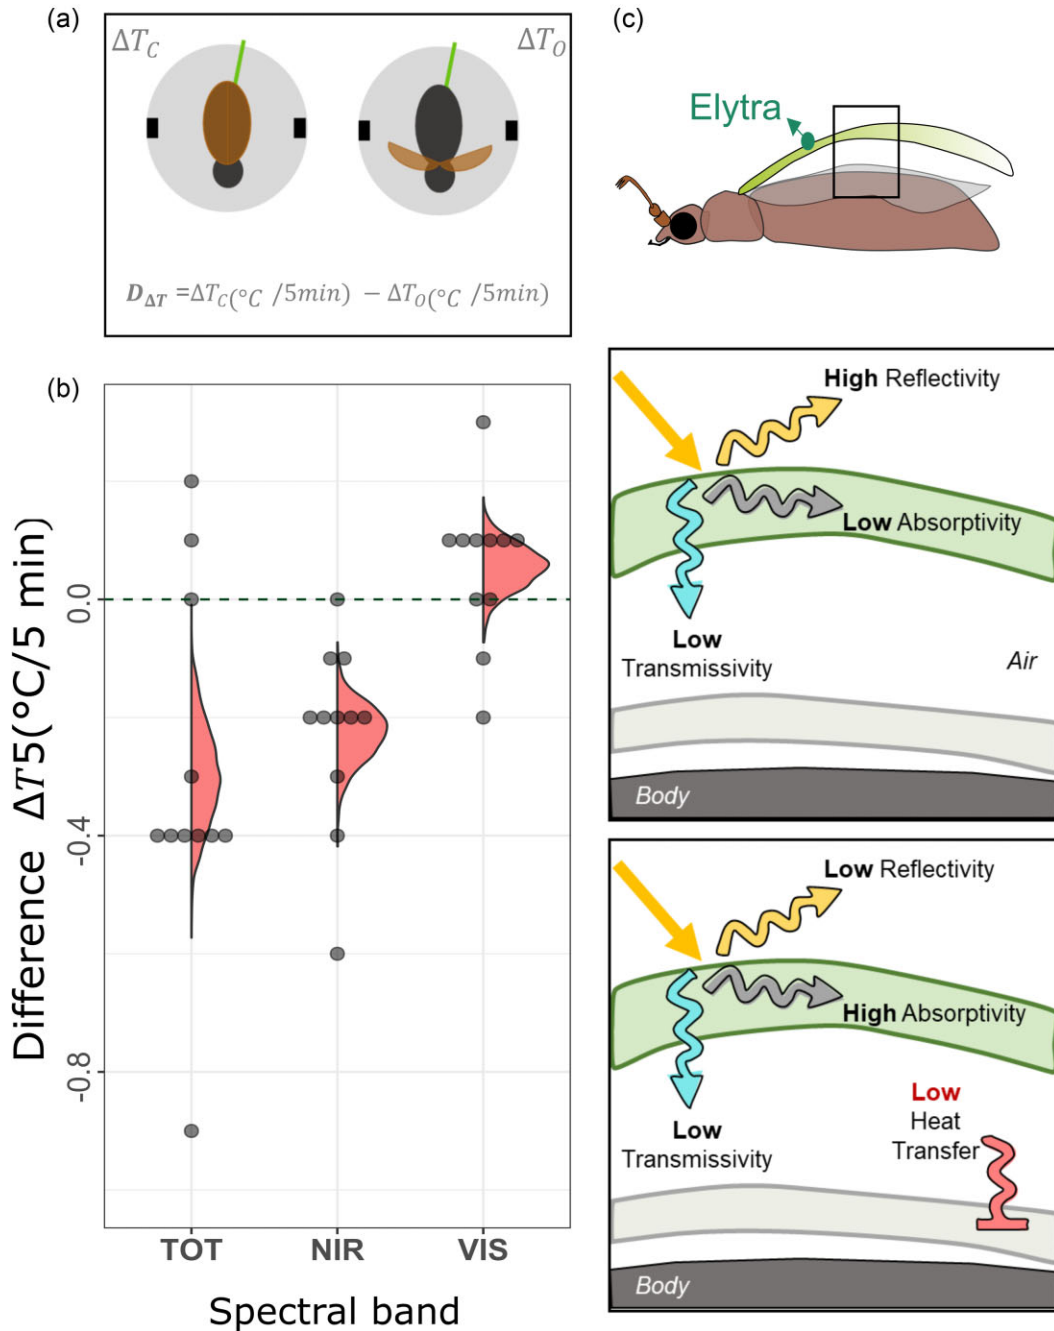 (a)
ΔT_C
ΔT_O
D_ΔT =ΔT_C(°C /5min) − ΔT_O(°C /5min)
(b)
Difference ΔT5(°C/5 min)
0.0
-0.4
-0.8
TOT NIR VIS
Spectral band
(c)
Elytra
High Reflectivity
Low Absorptivity
Low
Transmissivity
Air
Body
Low Reflectivity
High Absorptivity
Low
Transmissivity
Low
Heat
Transfer
Body